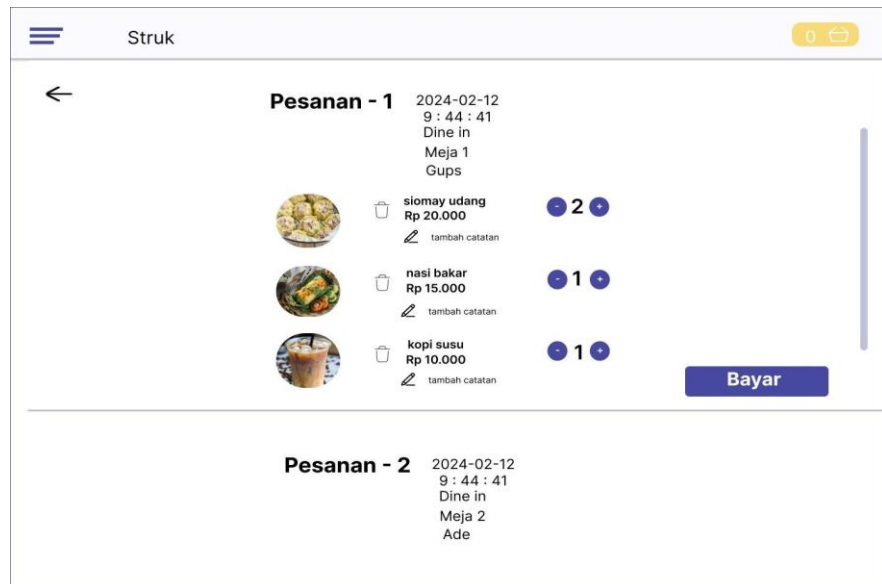 Struk
0
Pesanan - 1
2024-02-12
9 : 44 : 41
Dine in
Meja 1
Gups
siomay udang
Rp 20.000
- 2 +
tambah catatan
nasi bakar
Rp 15.000
- 1 +
tambah catatan
kopi susu
Rp 10.000
- 1 +
tambah catatan
Bayar
Pesanan - 2
2024-02-12
9 : 44 : 41
Dine in
Meja 2
Ade